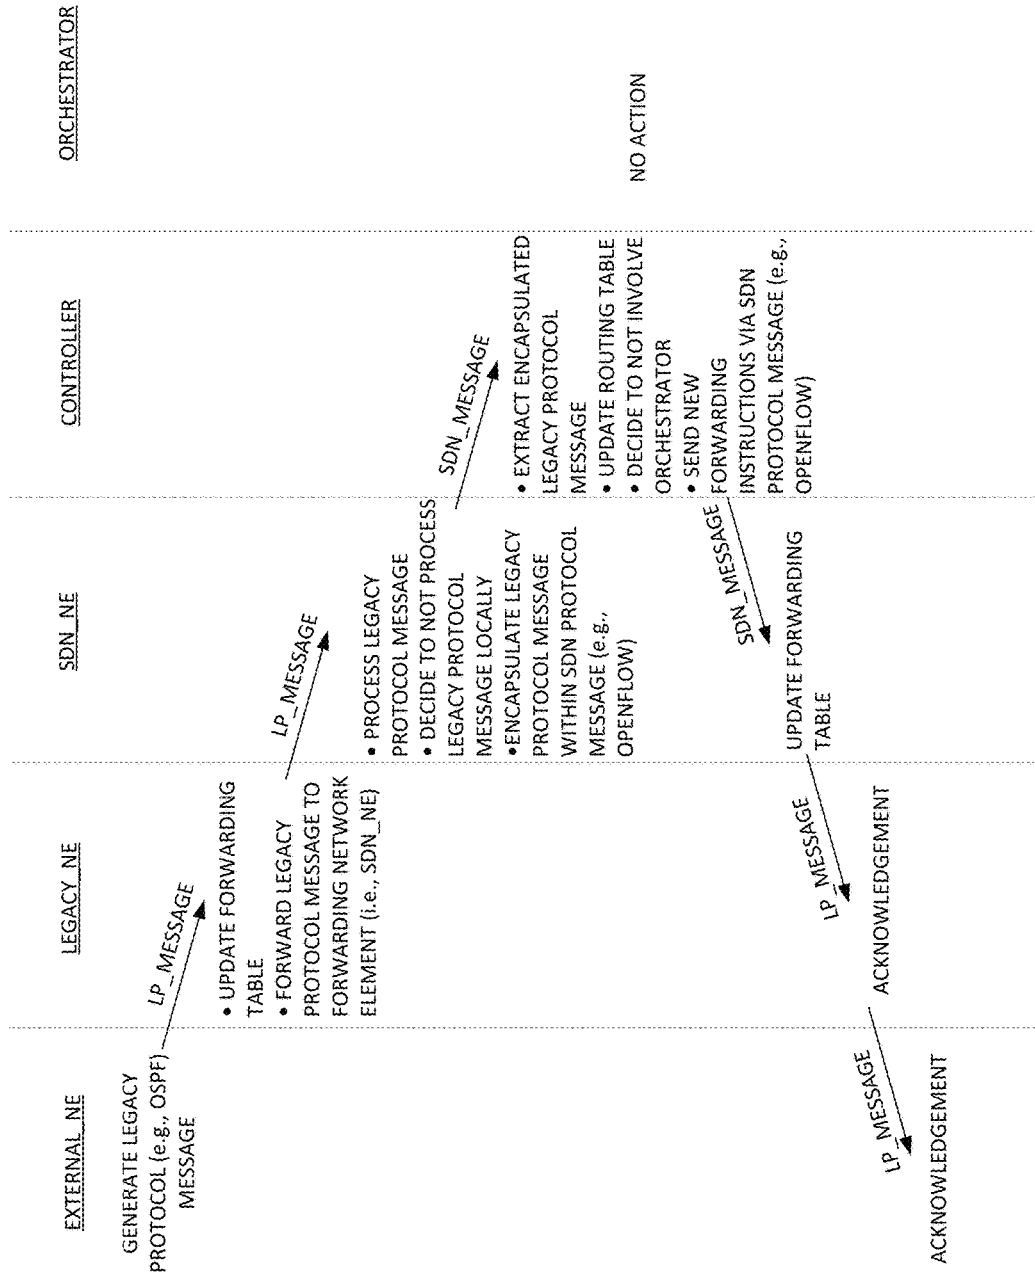 EXTERNAL_NE
LEGACY_NE
SDN_NE
CONTROLLER
ORCHESTRATOR
GENERATE LEGACY
PROTOCOL (e.g., OSPF)
MESSAGE
LP_MESSAGE
• UPDATE FORWARDING
TABLE
• FORWARD LEGACY
PROTOCOL MESSAGE TO
FORWARDING NETWORK
ELEMENT (i.e., SDN_NE)
LP_MESSAGE
• PROCESS LEGACY
PROTOCOL MESSAGE
• DECIDE TO NOT PROCESS
LEGACY PROTOCOL
MESSAGE LOCALLY
• ENCAPSULATE LEGACY
PROTOCOL MESSAGE
WITHIN SDN PROTOCOL
MESSAGE (e.g.,
OPENFLOW)
SDN_MESSAGE
• EXTRACT ENCAPSULATED
LEGACY PROTOCOL
MESSAGE
• UPDATE ROUTING TABLE
• DECIDE TO NOT INVOLVE
ORCHESTRATOR
• SEND NEW
FORWARDING
INSTRUCTIONS VIA SDN
PROTOCOL MESSAGE (e.g.,
OPENFLOW)
NO ACTION
SDN_MESSAGE
UPDATE FORWARDING
TABLE
LP_MESSAGE
ACKNOWLEDGEMENT
LP_MESSAGE
ACKNOWLEDGEMENT